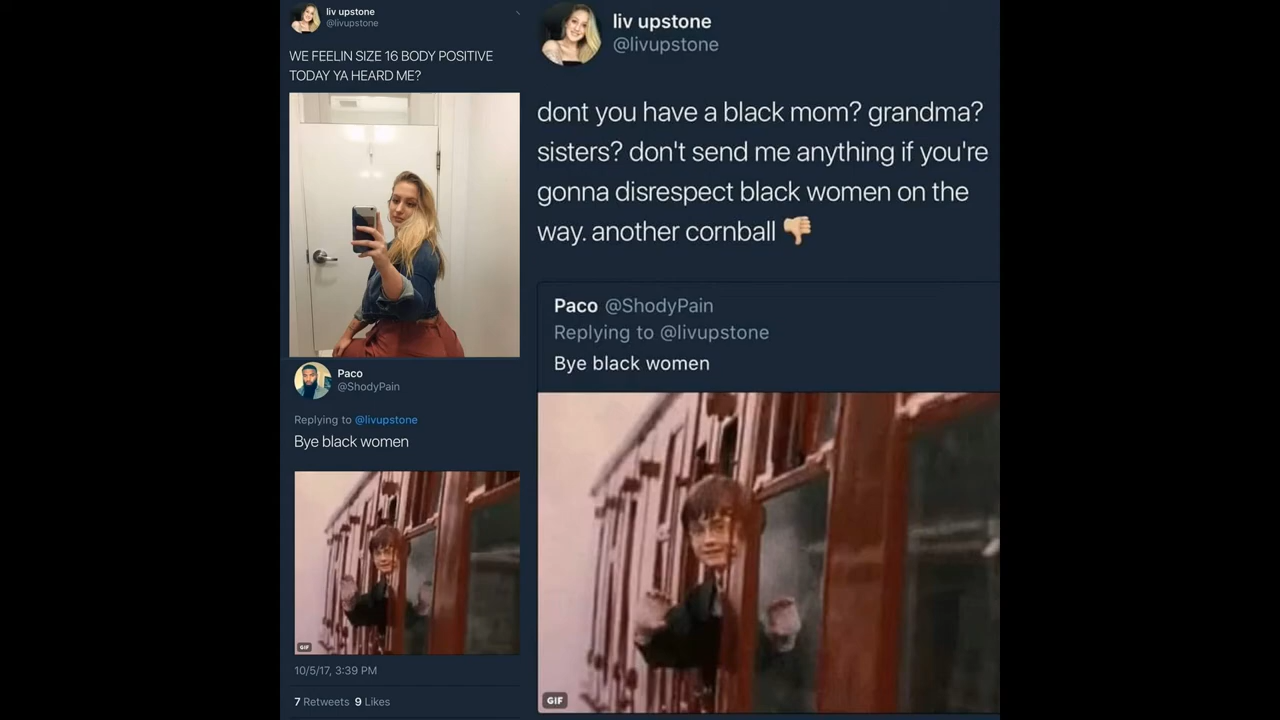 liv upstone
@livupstone
WE FEELIN SIZE 16 BODY POSITIVE
TODAY YA HEARD ME?
Paco
@ShodyPain
Replying to @livupstone
Bye black women
GIF
10/5/17, 3:39 PM
7 Retweets 9 Likes
liv upstone
@livupstone
dont you have a black mom? grandma?
sisters? don't send me anything if you're
gonna disrespect black women on the
way. another cornball 👎🏼
Paco @ShodyPain
Replying to @livupstone
Bye black women
GIF